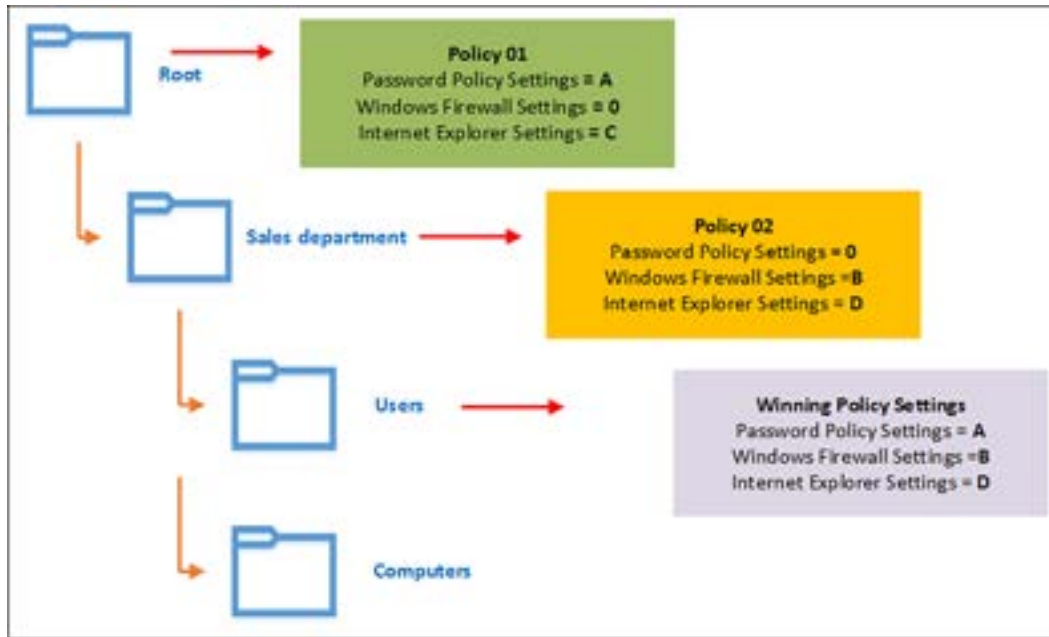 Root
Policy 01
Password Policy Settings = A
Windows Firewall Settings = 0
Internet Explorer Settings = C
Sales department
Policy 02
Password Policy Settings = 0
Windows Firewall Settings =B
Internet Explorer Settings = D
Users
Winning Policy Settings
Password Policy Settings = A
Windows Firewall Settings =B
Internet Explorer Settings = D
Computers